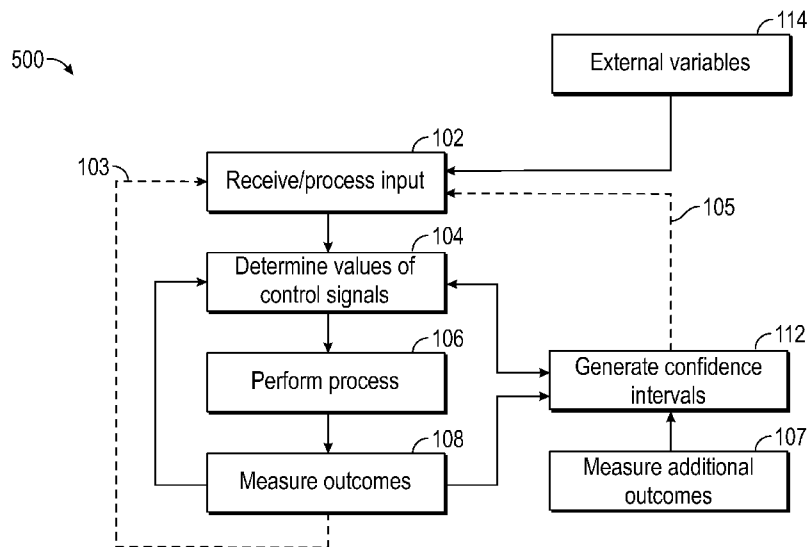 114
500
External variables
102
103
Receive/process input
105
104
Determine values of
control signals
106
112
Perform process
Generate confidence
intervals
108
107
Measure outcomes
Measure additional
outcomes